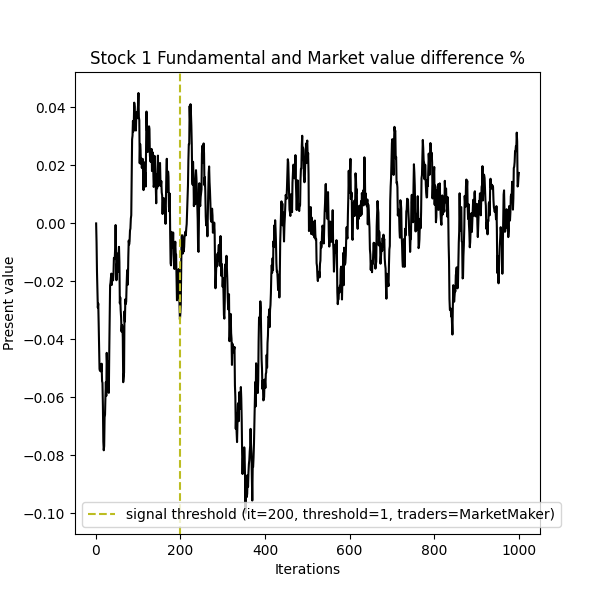 Stock 1 Fundamental and Market value difference %
0.04
0.02
0.00
−0.02
−0.04
−0.06
−0.08
−0.10
Present value
signal threshold (it=200, threshold=1, traders=MarketMaker)
0 200 400 600 800 1000
Iterations